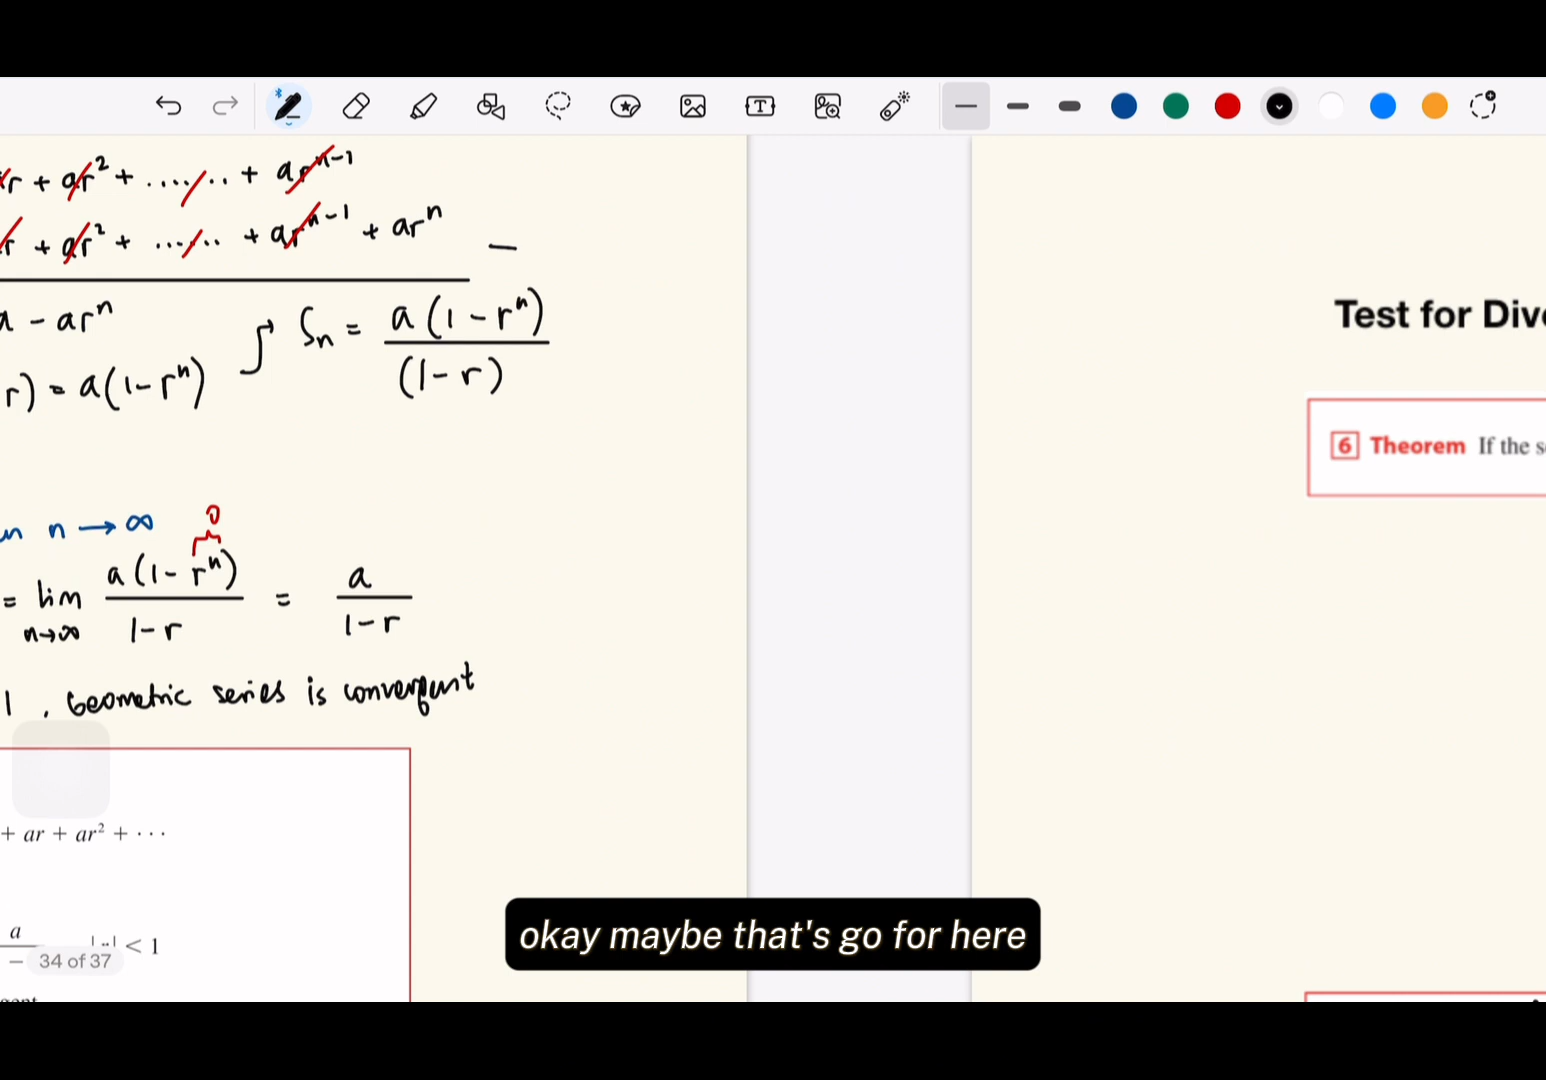 r + ar² + ....... + arⁿ⁻¹
r + ar² + ....... + arⁿ⁻¹ + arⁿ —
a - arⁿ
r) = a(1-rⁿ)
Sₙ = a(1-rⁿ) / (1-r)
n → ∞
0
= lim n→∞ a(1-rⁿ) / 1-r = a / 1-r
1 . Geometric series is convergent
+ ar + ar² + · · ·
a
< 1
34 of 37
Test for Div
6 Theorem If the s
okay maybe that's go for here